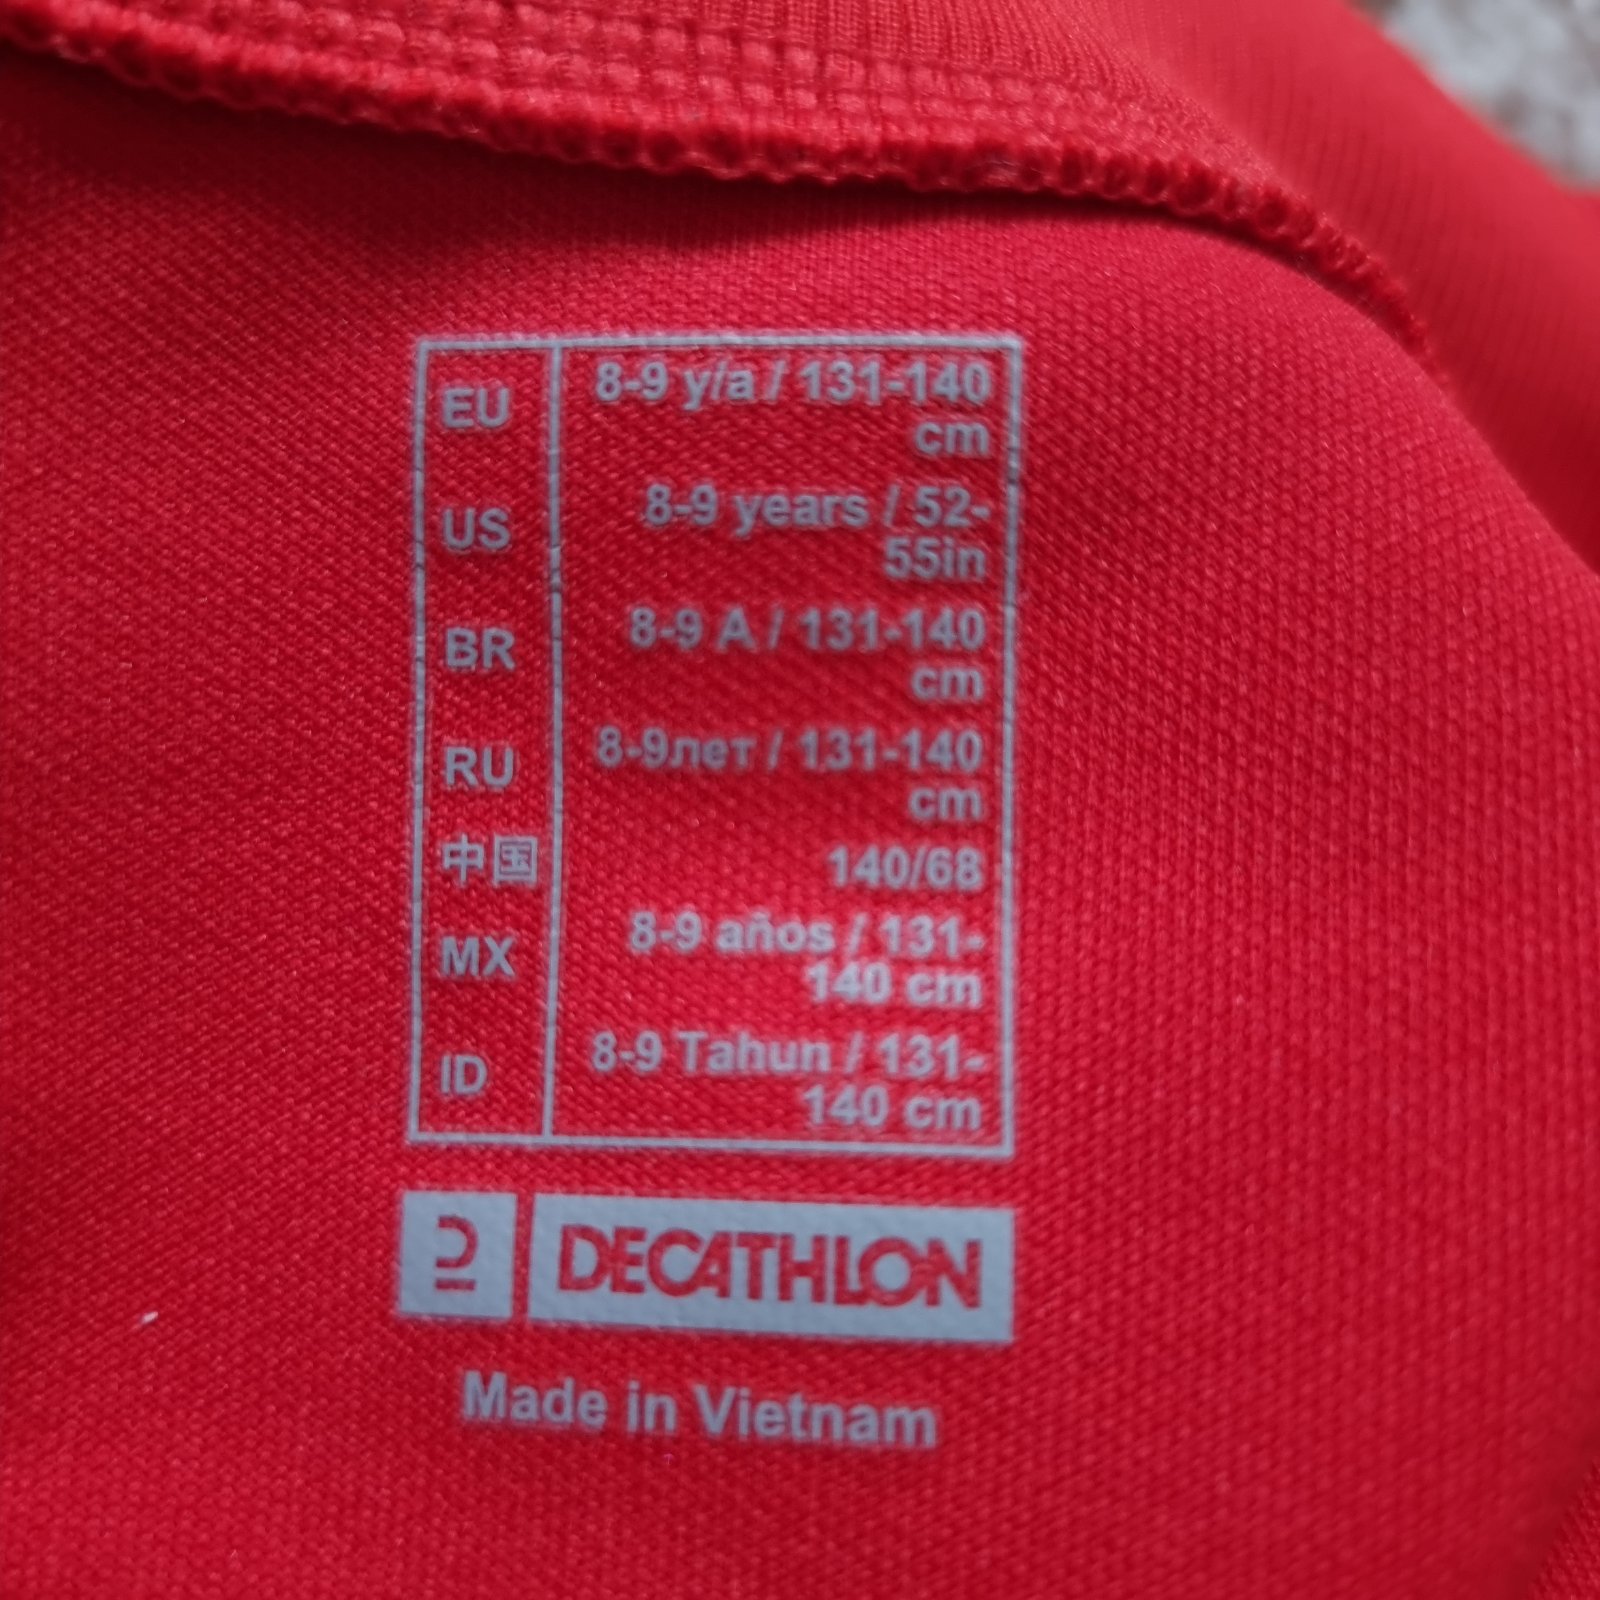 EU 8-9 y/a / 131-140
cm
US 8-9 years / 52-
55in
BR 8-9 A / 131-140
cm
RU 8-9лет / 131-140
cm
中国 140/68
MX 8-9 años / 131-
140 cm
ID 8-9 Tahun / 131-
140 cm
DECATHLON
Made in Vietnam